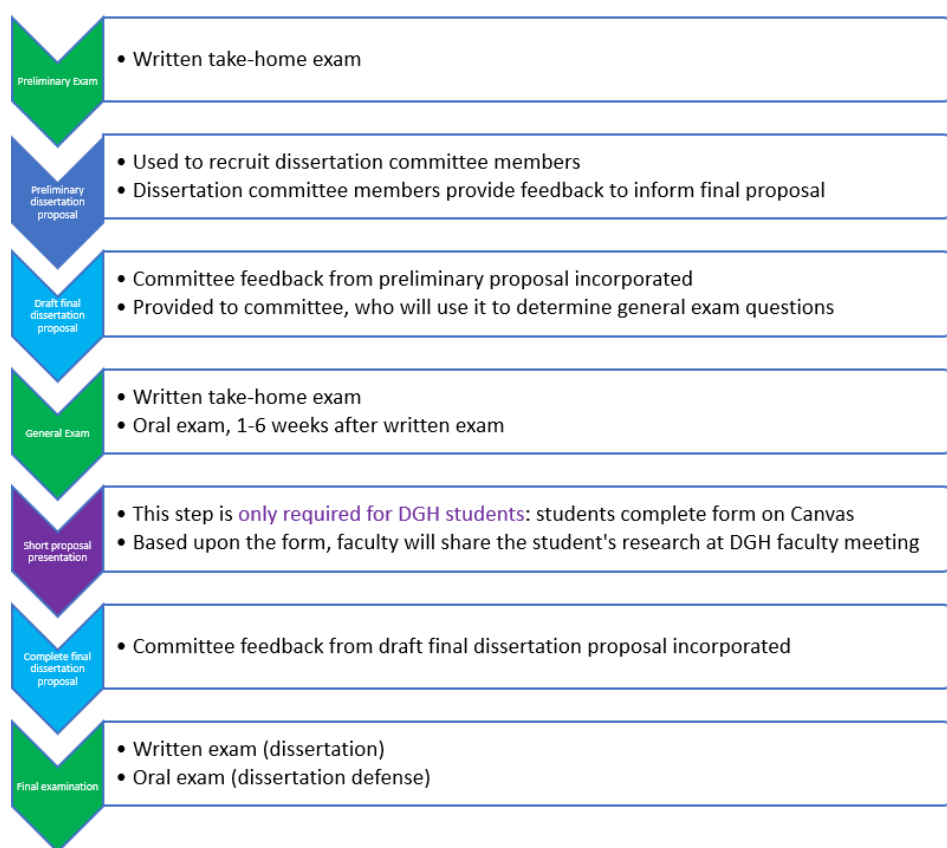 Preliminary Exam
• Written take-home exam
Preliminary
dissertation
proposal
• Used to recruit dissertation committee members
• Dissertation committee members provide feedback to inform final proposal
Draft final
dissertation
proposal
• Committee feedback from preliminary proposal incorporated
• Provided to committee, who will use it to determine general exam questions
General Exam
• Written take-home exam
• Oral exam, 1-6 weeks after written exam
Short proposal
presentation
• This step is only required for DGH students: students complete form on Canvas
• Based upon the form, faculty will share the student's research at DGH faculty meeting
Complete final
dissertation
proposal
• Committee feedback from draft final dissertation proposal incorporated
Final examination
• Written exam (dissertation)
• Oral exam (dissertation defense)